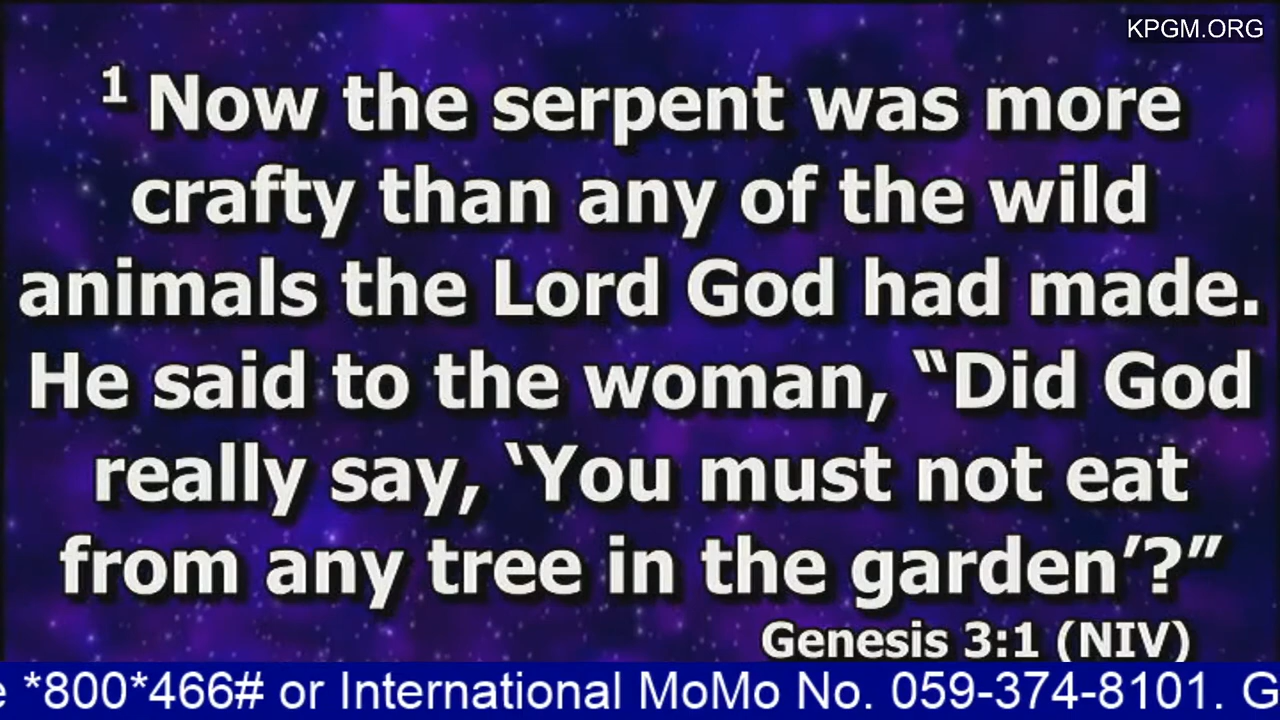 KPGM.ORG
1 Now the serpent was more
crafty than any of the wild
animals the Lord God had made.
He said to the woman, “Did God
really say, ‘You must not eat
from any tree in the garden’?”
Genesis 3:1 (NIV)
*800*466# or International MoMo No. 059-374-8101.